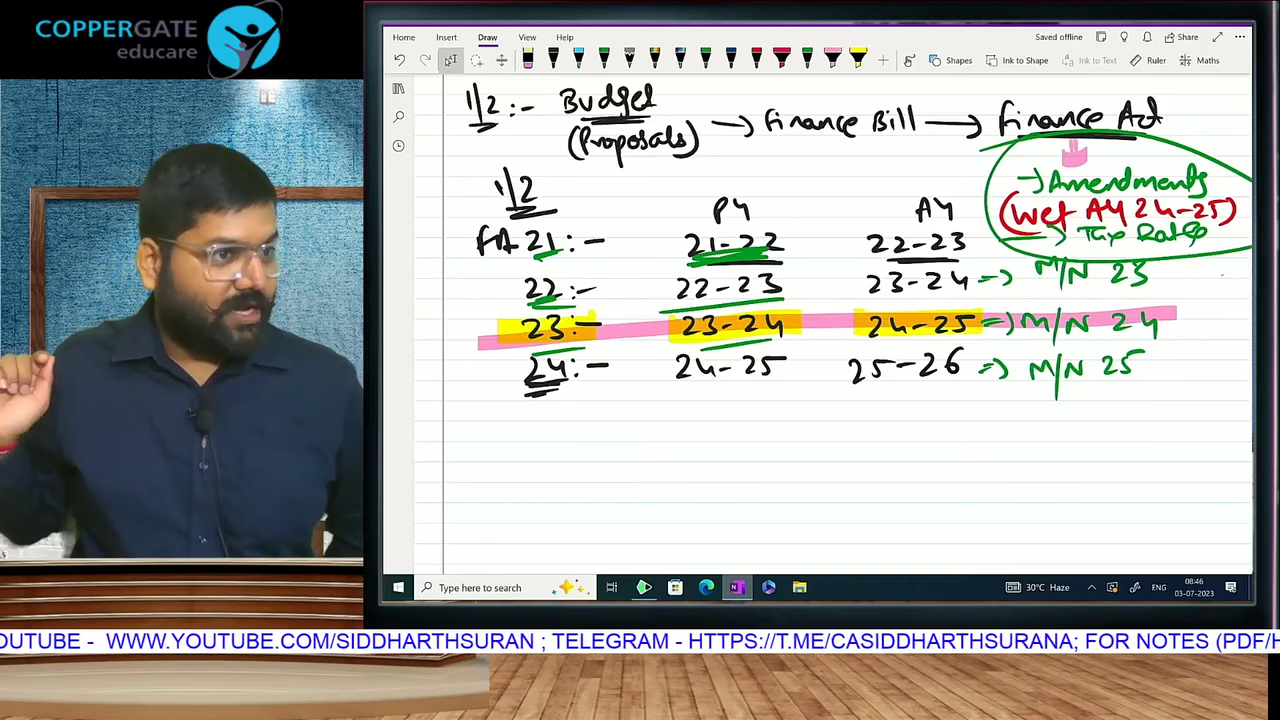 COPPERGATE
educare
Home Insert Draw View Help
Saved offline
Share
Shapes
Ink to Shape
Ink to Text
Ruler
Maths
1/2 :- Budget
(Proposals) → Finance Bill → Finance Act
→ Amendments
(wef AY 24-25)
→ Tax Rates
1/2
PY AY
FA 21 :- 21-22 22-23
22 :- 22-23 23-24 => M/N 23
23 :- 23-24 24-25 => M/N 24
24 :- 24-25 25-26 => M/N 25
Type here to search
30°C Haze
ENG
08:46
03-07-2023
OUTUBE - WWW.YOUTUBE.COM/SIDDHARTHSURAN ; TELEGRAM - HTTPS://T.ME/CASIDDHARTHSURANA; FOR NOTES (PDF/H